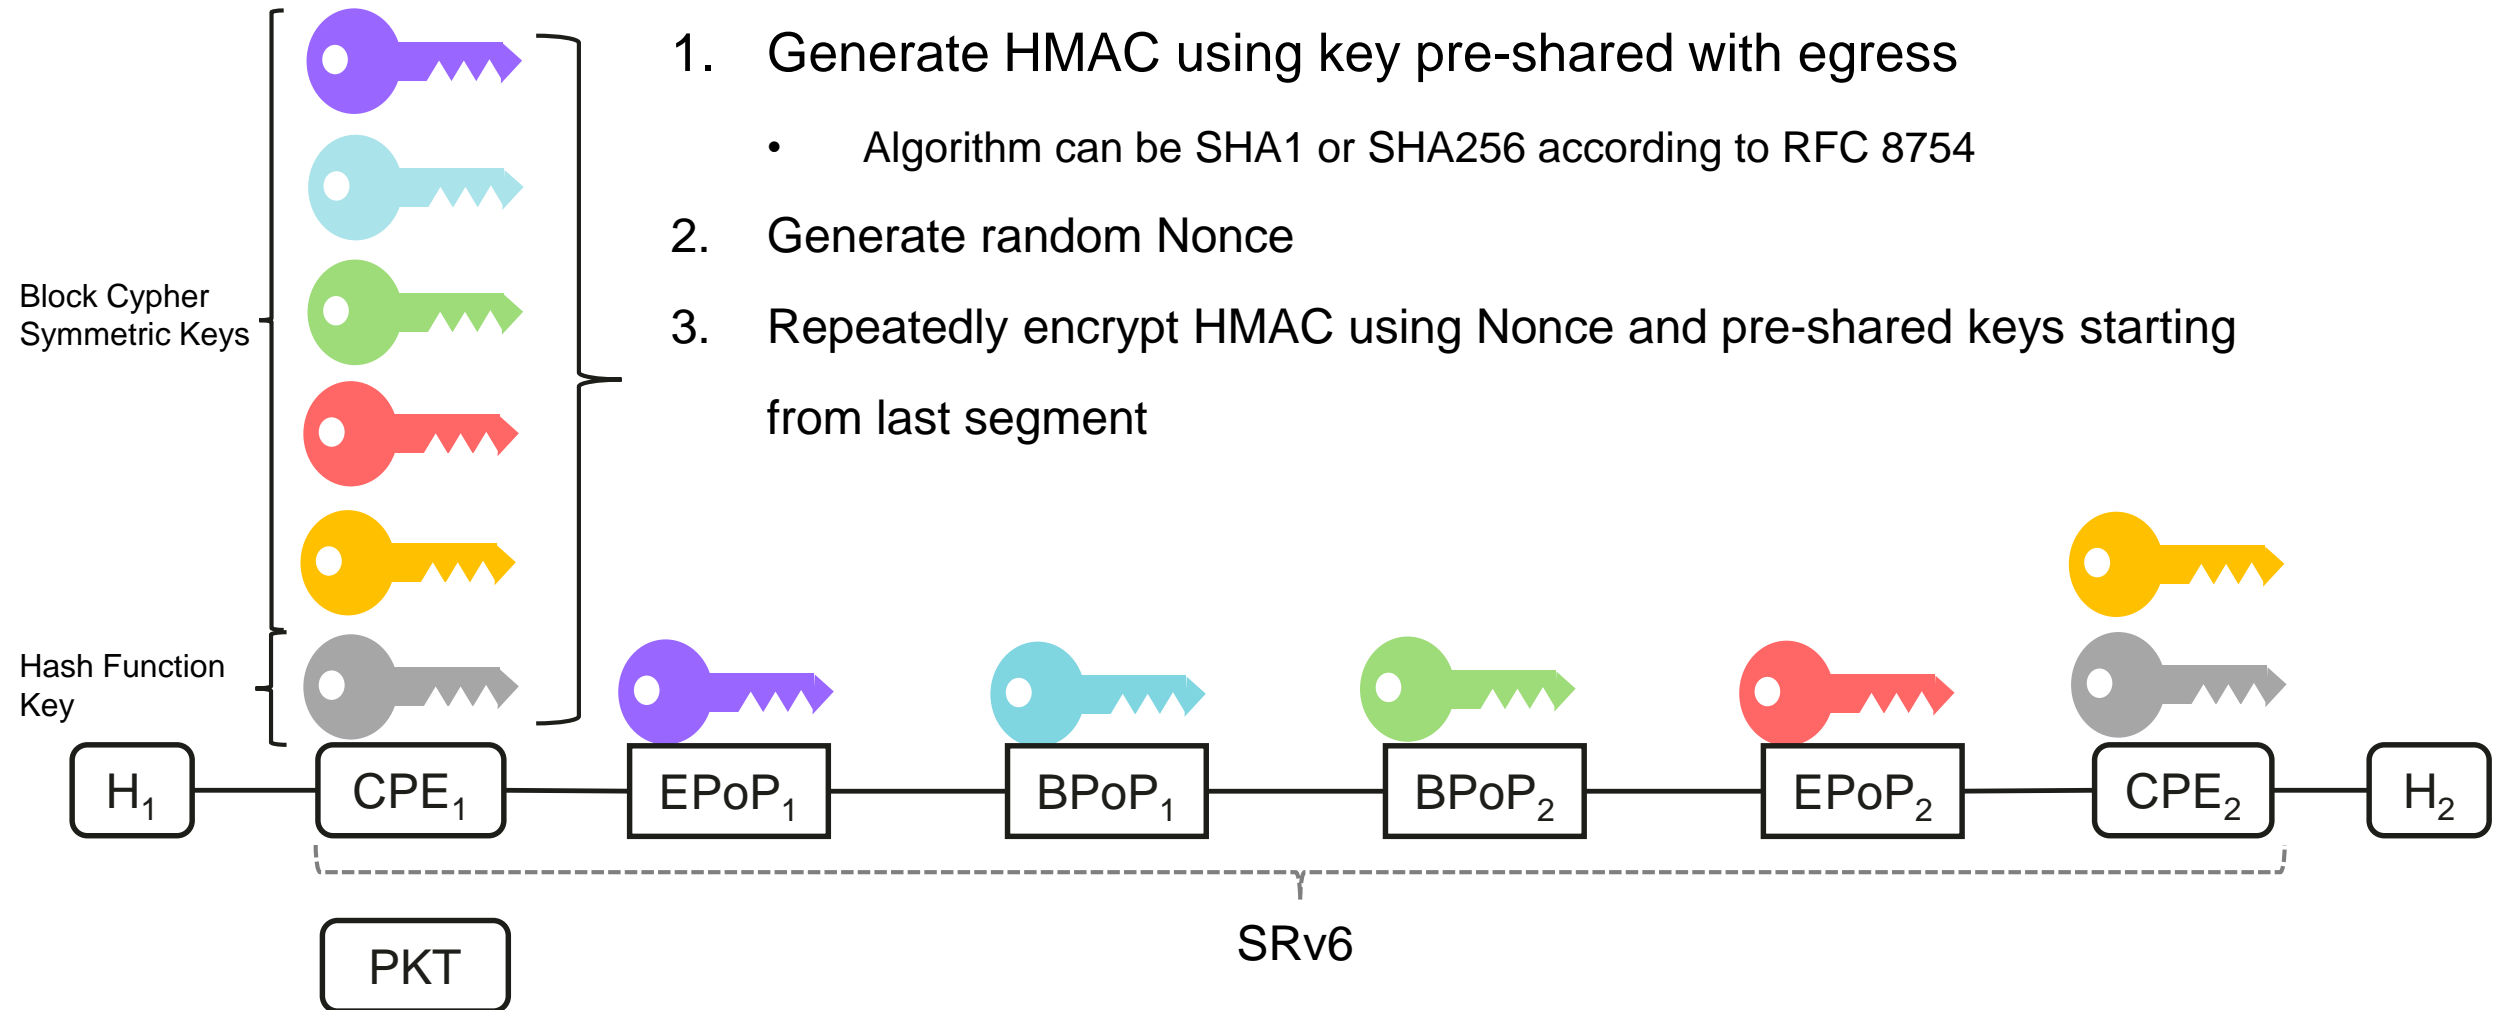 1. Generate HMAC using key pre-shared with egress
• Algorithm can be SHA1 or SHA256 according to RFC 8754
2. Generate random Nonce
3. Repeatedly encrypt HMAC using Nonce and pre-shared keys starting
from last segment
Block Cypher
Symmetric Keys
Hash Function
Key
H1
CPE1
EPoP1
BPoP1
BPoP2
EPoP2
CPE2
H2
SRv6
PKT